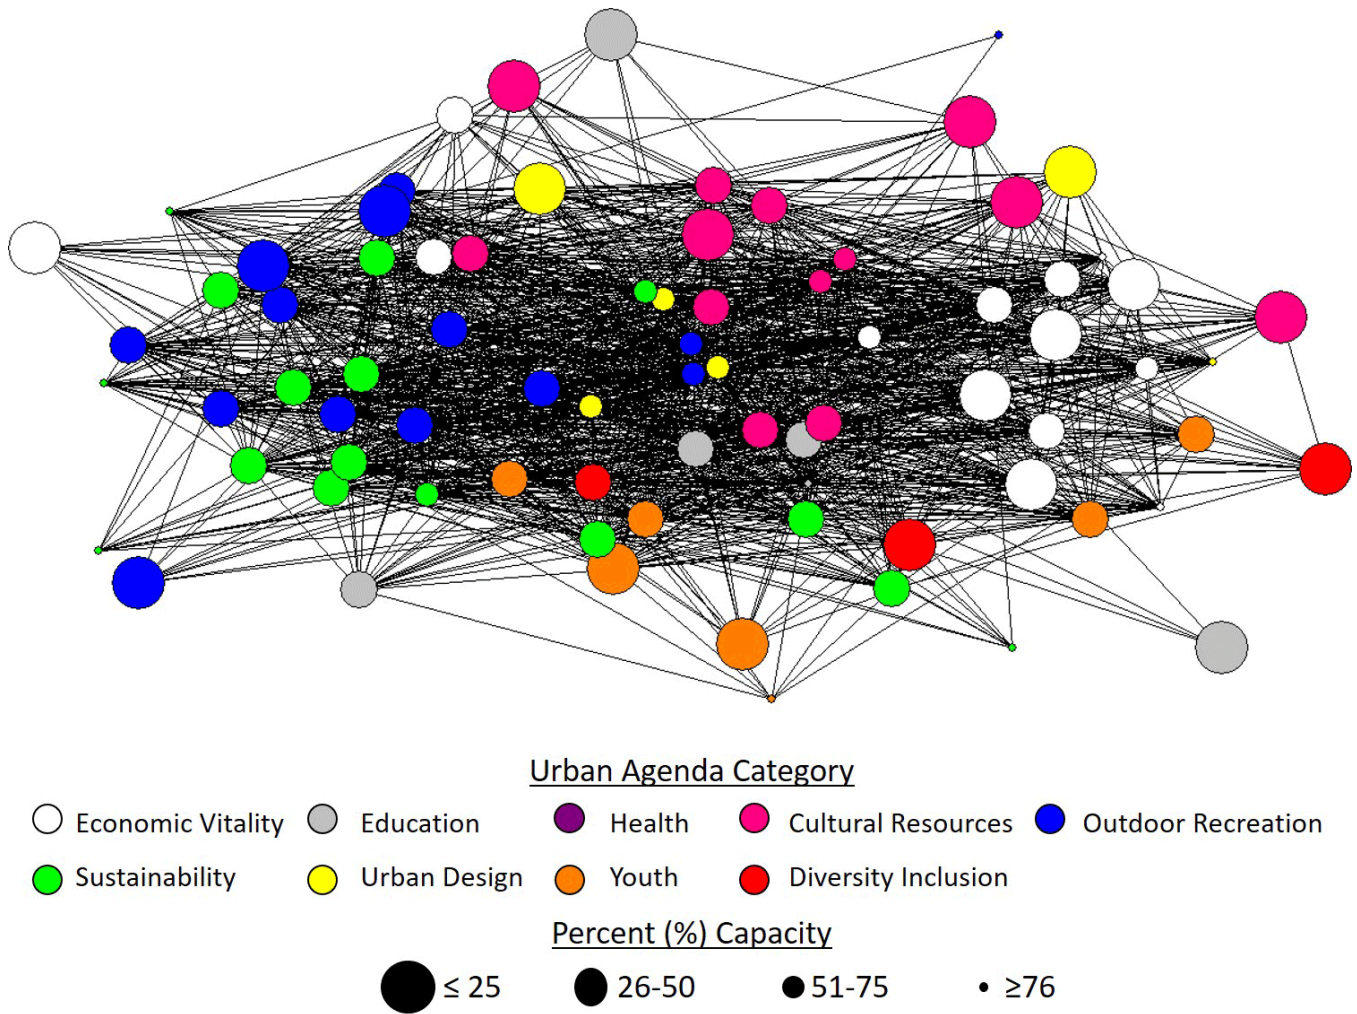 Urban Agenda Category
Economic Vitality Education Health Cultural Resources Outdoor Recreation
Sustainability Urban Design Youth Diversity Inclusion
Percent (%) Capacity
≤ 25 26-50 51-75 ≥76